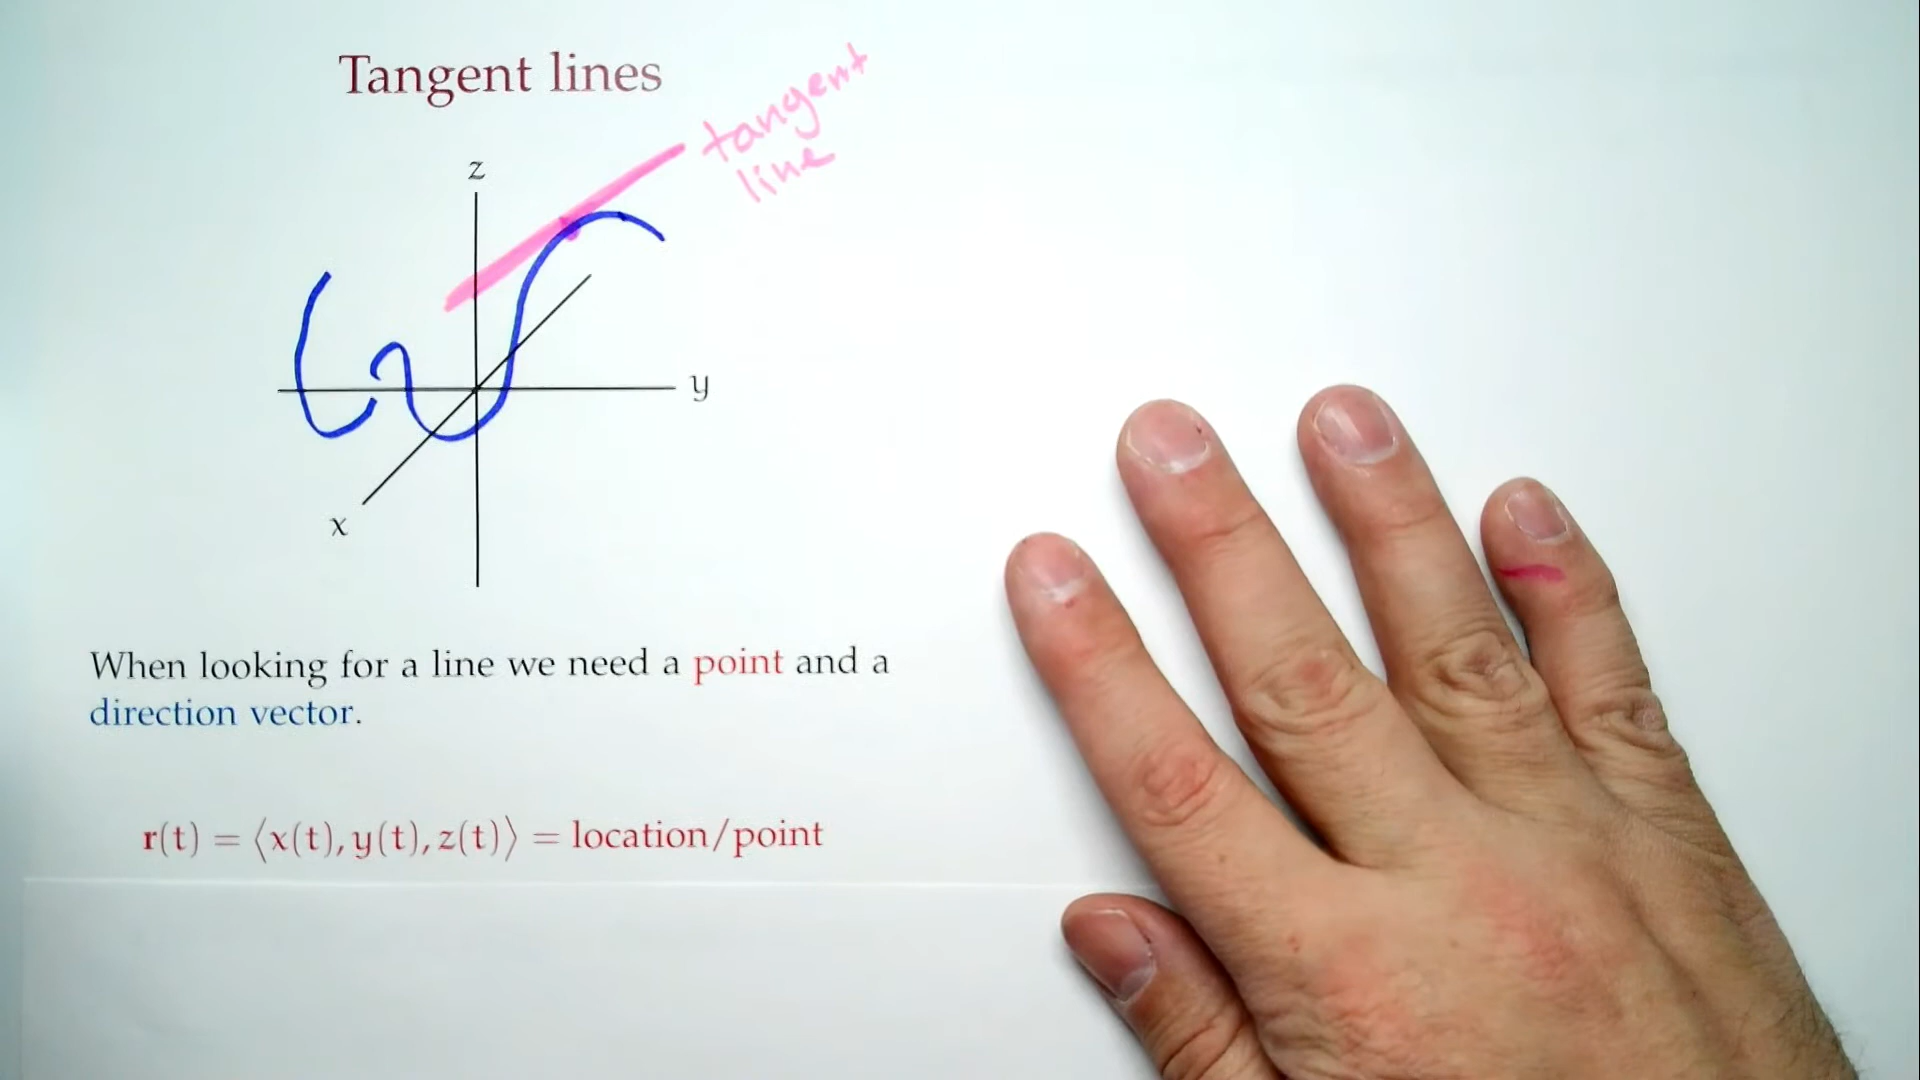 Tangent lines
tangent
line
z
y
x
When looking for a line we need a point and a
direction vector.
r(t) = ⟨x(t), y(t), z(t)⟩ = location/point